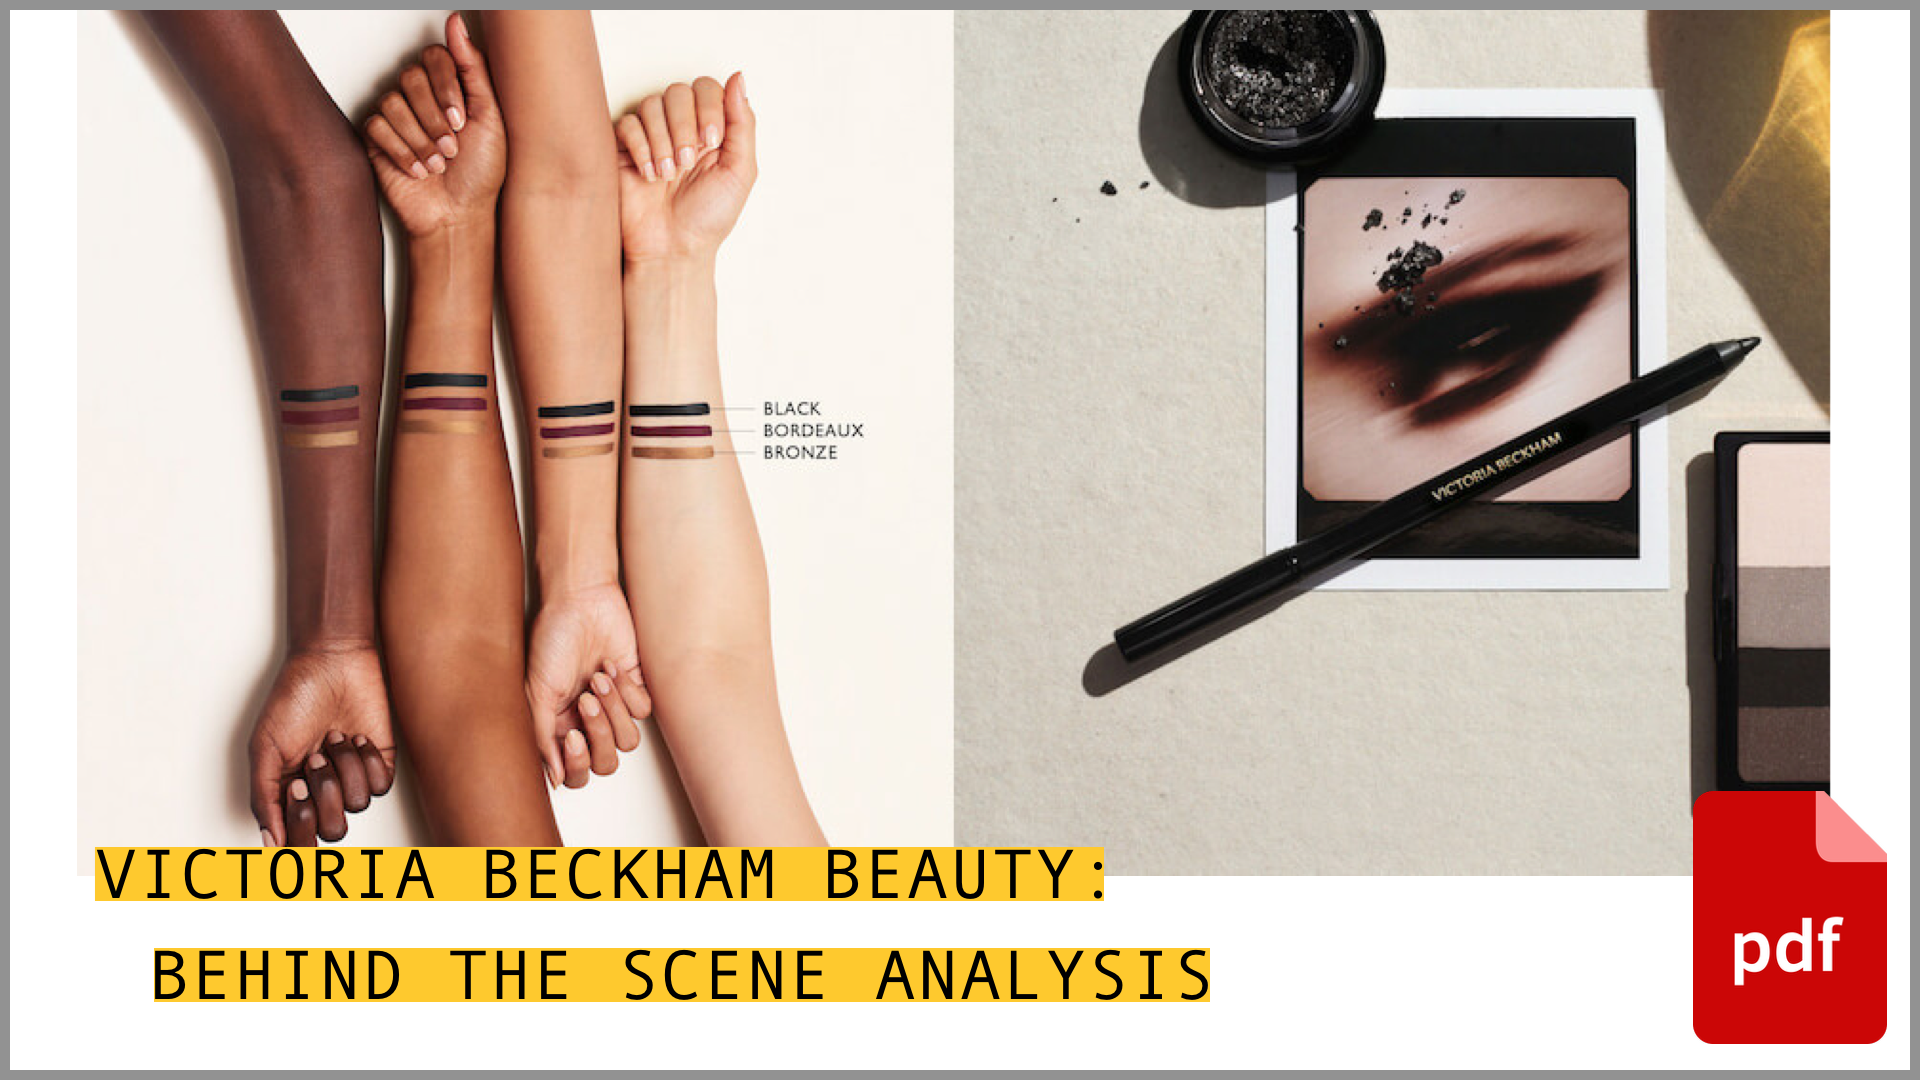 BLACK
BORDEAUX
BRONZE
VICTORIA BECKHAM
VICTORIA BECKHAM BEAUTY:
BEHIND THE SCENE ANALYSIS
pdf